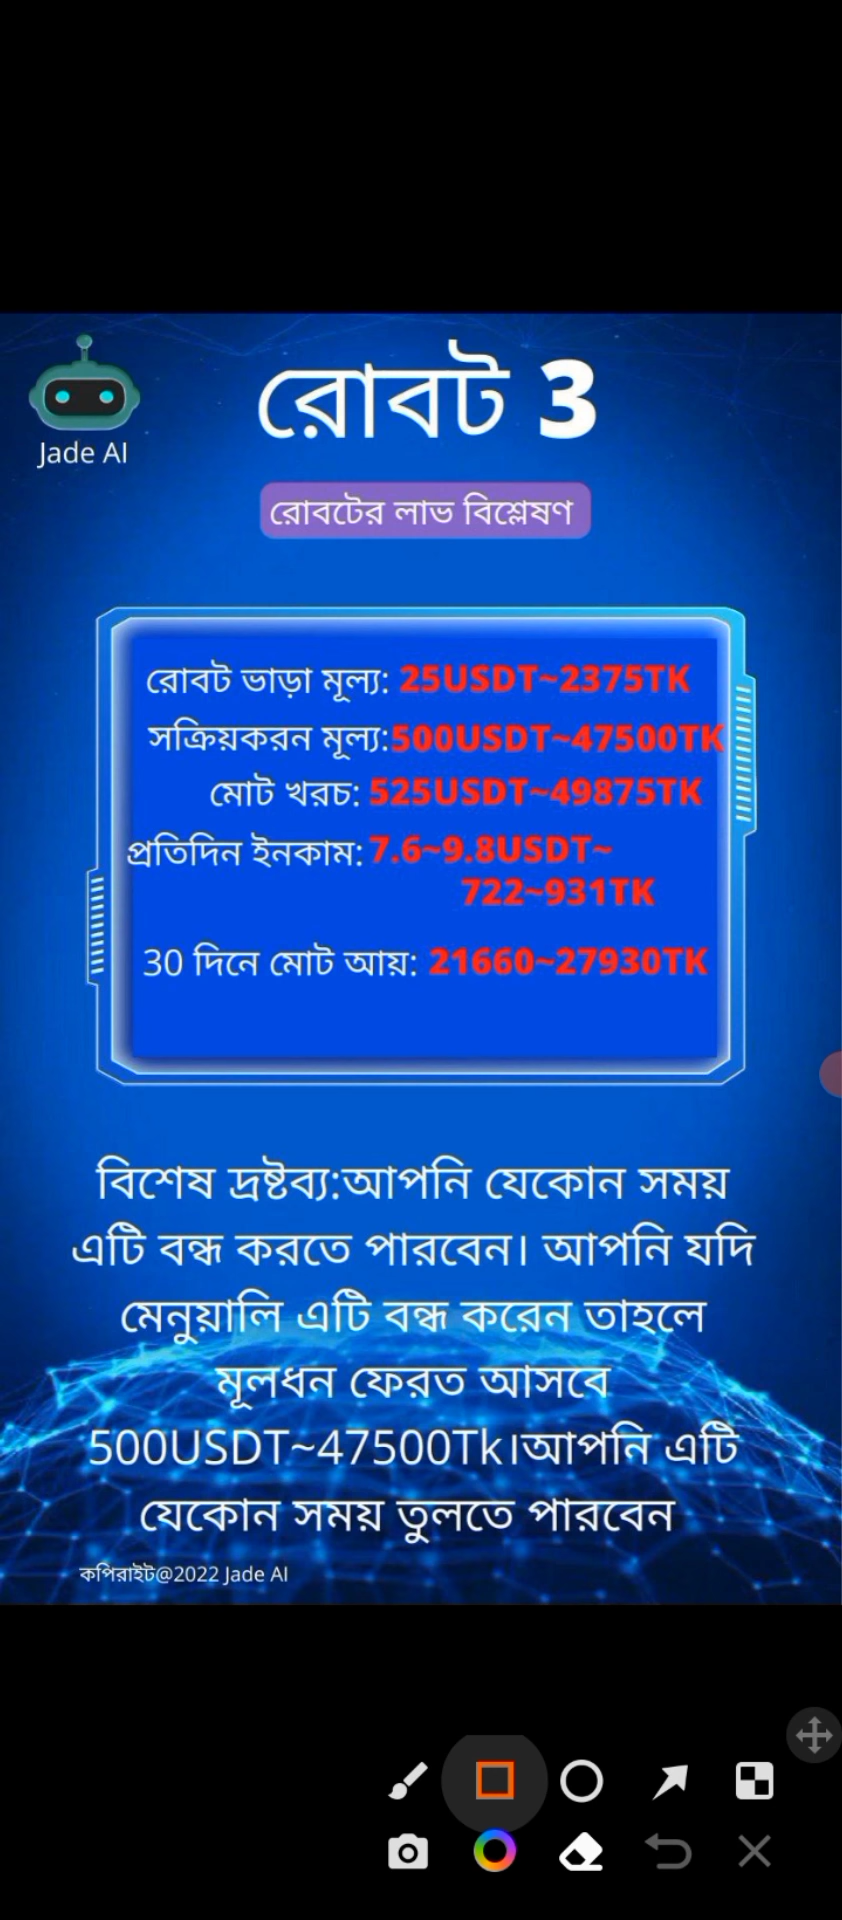 Jade AI
রোবট 3
রোবটের লাভ বিশ্লেষণ
রোবট ভাড়া মূল্য: 25USDT~2375TK
সক্রিয়করন মূল্য:500USDT~47500TK
মোট খরচ: 525USDT~49875TK
প্রতিদিন ইনকাম: 7.6~9.8USDT~
722~931TK
30 দিনে মোট আয়: 21660~27930TK
বিশেষ দ্রষ্টব্য:আপনি যেকোন সময়
এটি বন্ধ করতে পারবেন। আপনি যদি
মেনুয়ালি এটি বন্ধ করেন তাহলে
মূলধন ফেরত আসবে
500USDT~47500Tk।আপনি এটি
যেকোন সময় তুলতে পারবেন
কপিরাইট@2022 Jade AI